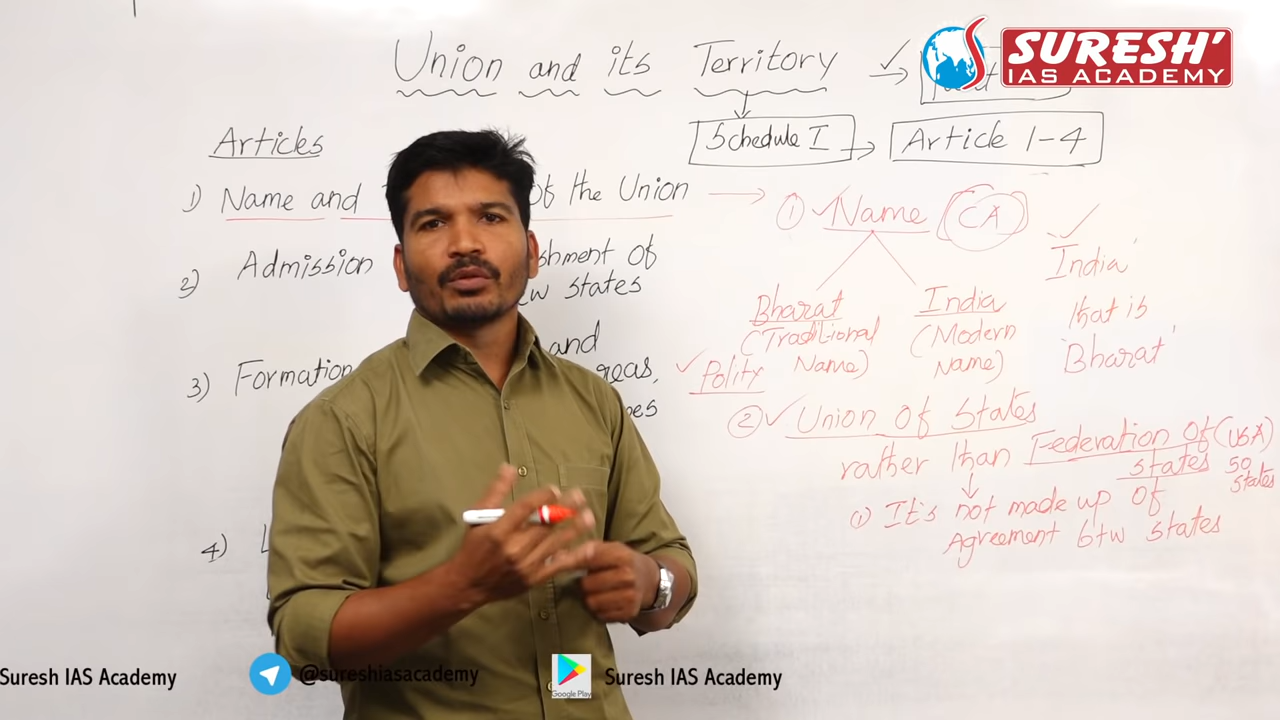 Union and its Territory
SURESH'
IAS ACADEMY
Schedule I
Article 1-4
Articles
1) Name and
of the Union
2) Admission
shment of
states
3) Formation
and
reas,
4)
① Name CA
Bharat
(Traditional
Name)
India
(Modern
Name)
India
that is
Bharat
Polity
② Union of States
rather than Federation of (USA)
States 50
States
① It's not made up of
Agreement btw States
Suresh IAS Academy
@sureshiasacademy
Google Play
Suresh IAS Academy